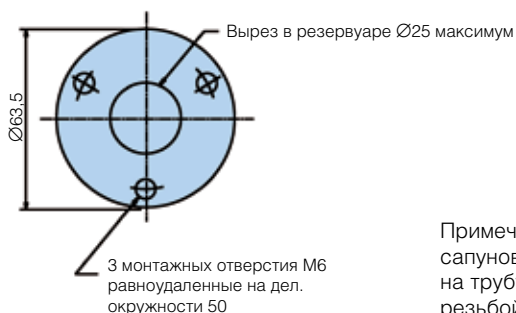 Вырез в резервуаре Ø25 максимум
Ø63,5
3 монтажных отверстия М6
равноудаленные на дел.
окружности 50
Примеч
сапунов
на труб
резьбой